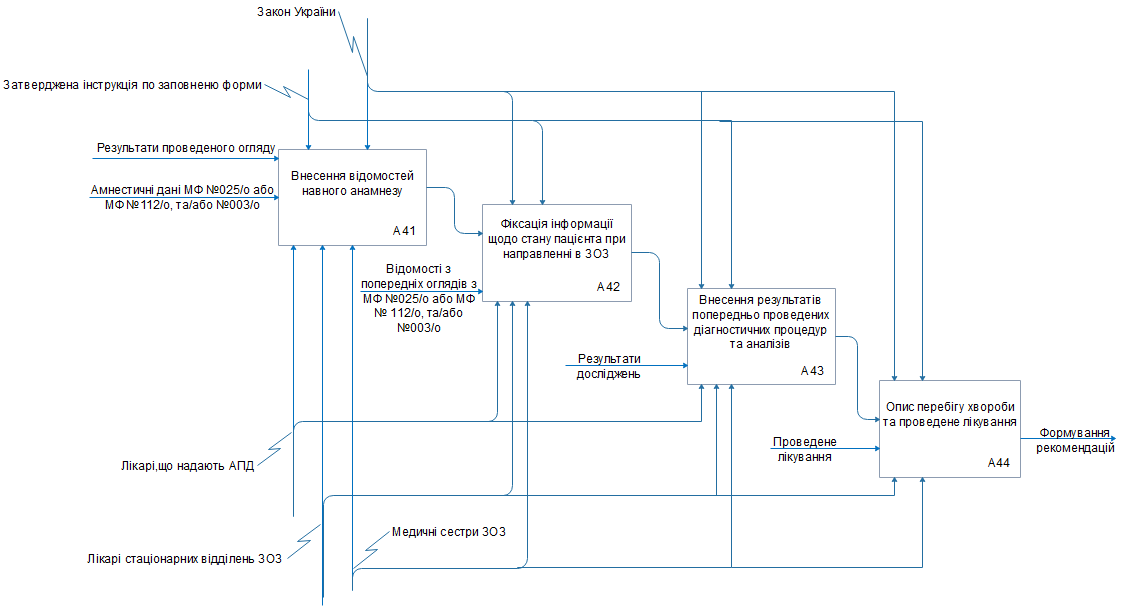 Закон України
Затверджена інструкція по заповненю форми
Результати проведеного огляду
Амнестичні дані МФ №025/о або
МФ №112/о, та/або №003/о
Внесення відомостей
навного анамнезу
А41
Фіксація інформації
щодо стану пацієнта при
направленні в ЗОЗ
А42
Відомості з
попередніх оглядів з
МФ №025/о або МФ
№ 112/о, та/або
№003/о
Внесення результатів
попередньо проведених
діагностичних процедур
та аналізів
А43
Результати
досліджень
Опис перебігу хвороби
та проведене лікування
А44
Проведене
лікування
Формування
рекомендацій
Лікарі,що надають АПД
Медичні сестри ЗОЗ
Лікарі стаціонарних відділень ЗОЗ